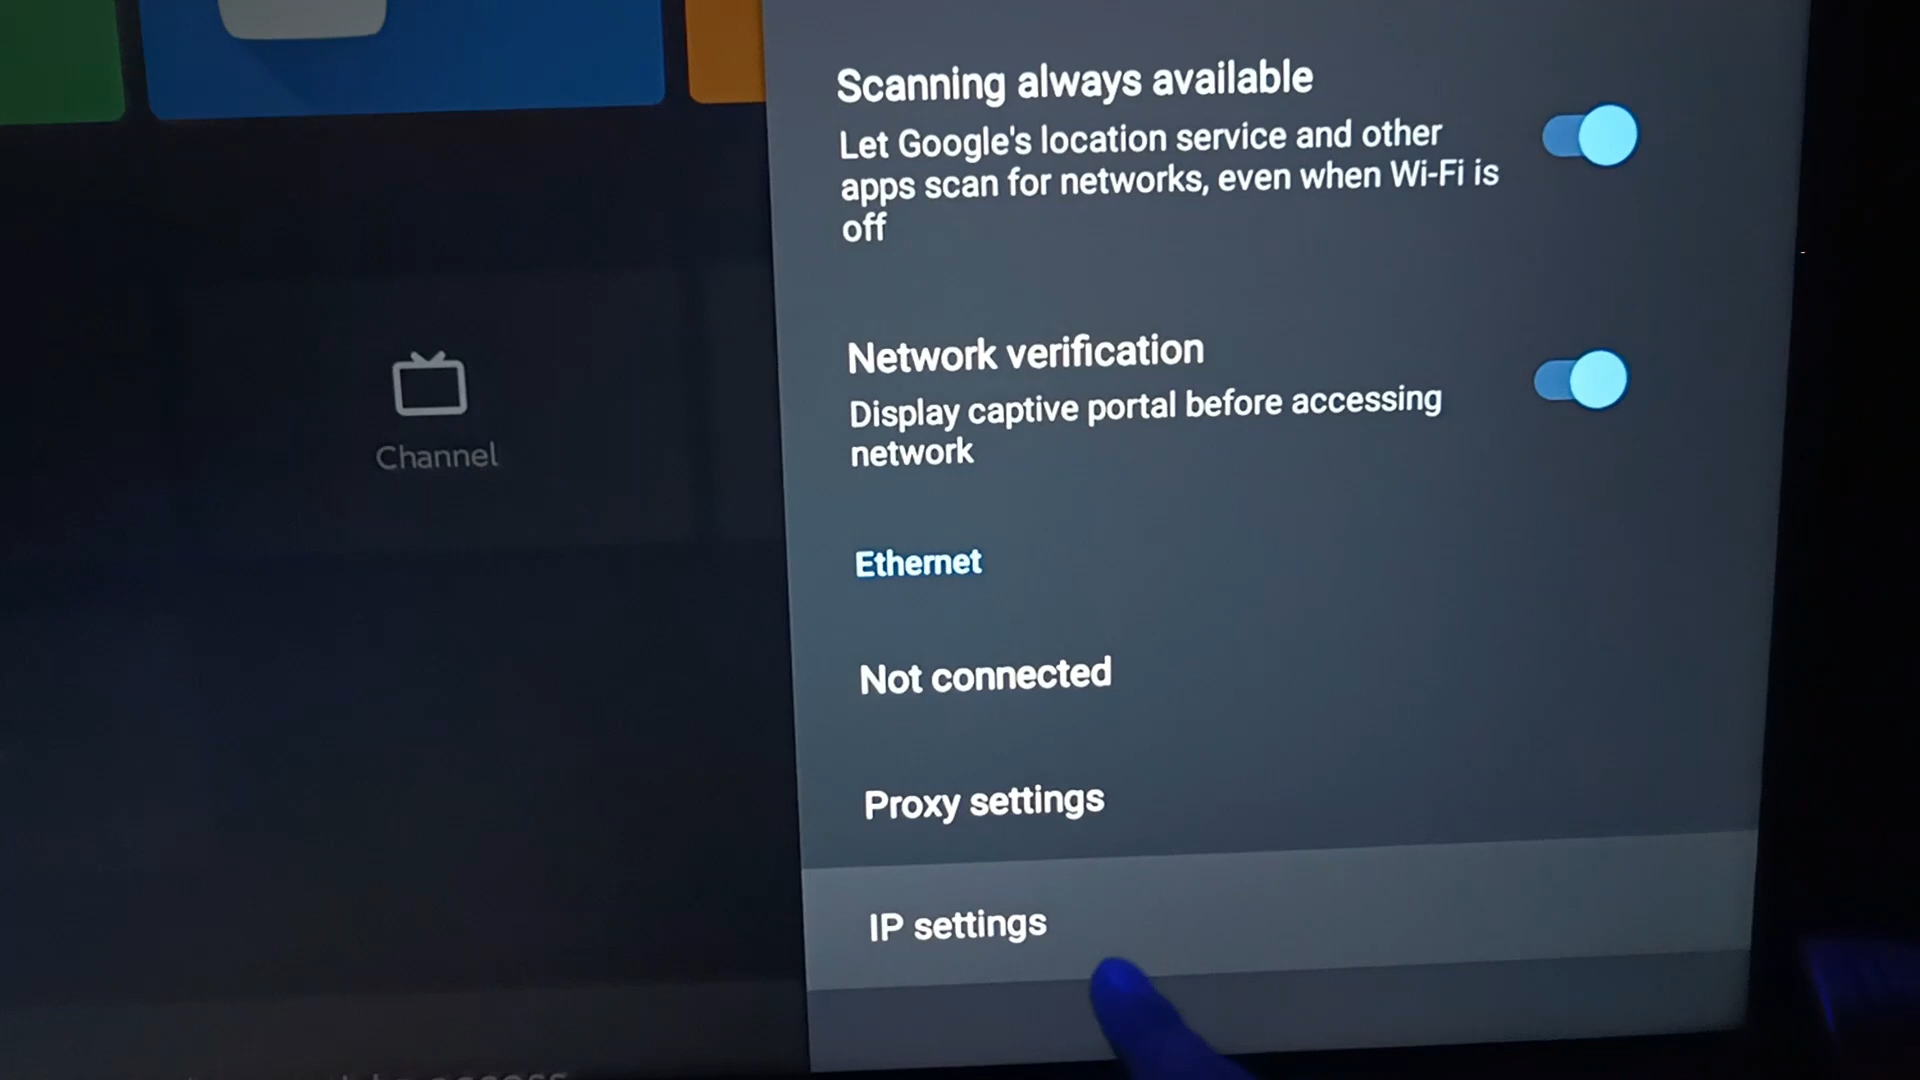 Scanning always available
Let Google's location service and other
apps scan for networks, even when Wi-Fi is
off
Channel
Network verification
Display captive portal before accessing
network
Ethernet
Not connected
Proxy settings
IP settings